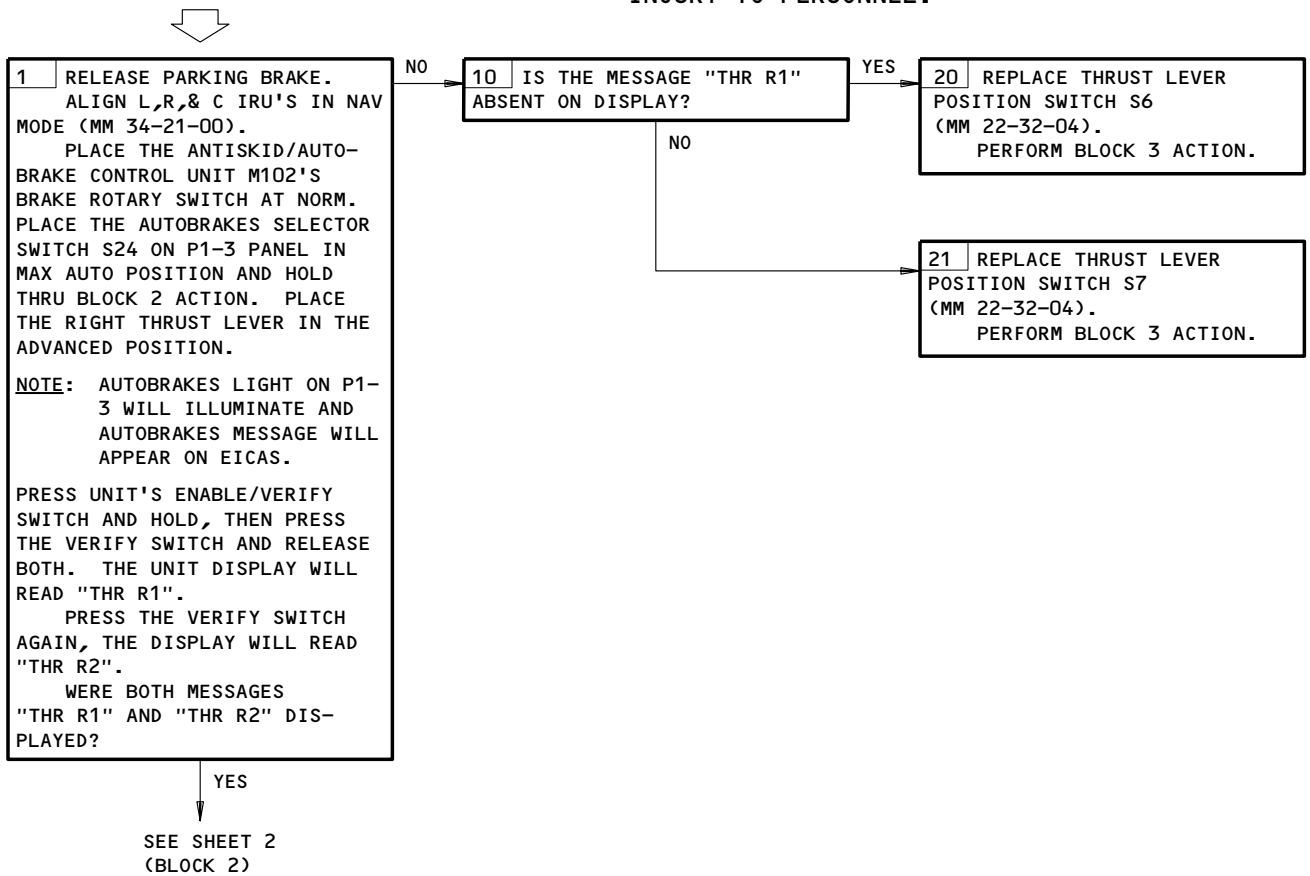 INJURY TO PERSONNEL.
1 RELEASE PARKING BRAKE.
ALIGN L,R,& C IRU'S IN NAV
MODE (MM 34-21-00).
PLACE THE ANTISKID/AUTO-
BRAKE CONTROL UNIT M102'S
BRAKE ROTARY SWITCH AT NORM.
PLACE THE AUTOBRAKES SELECTOR
SWITCH S24 ON P1-3 PANEL IN
MAX AUTO POSITION AND HOLD
THRU BLOCK 2 ACTION. PLACE
THE RIGHT THRUST LEVER IN THE
ADVANCED POSITION.
NOTE: AUTOBRAKES LIGHT ON P1-
3 WILL ILLUMINATE AND
AUTOBRAKES MESSAGE WILL
APPEAR ON EICAS.
PRESS UNIT'S ENABLE/VERIFY
SWITCH AND HOLD, THEN PRESS
THE VERIFY SWITCH AND RELEASE
BOTH. THE UNIT DISPLAY WILL
READ "THR R1".
PRESS THE VERIFY SWITCH
AGAIN, THE DISPLAY WILL READ
"THR R2".
WERE BOTH MESSAGES
"THR R1" AND "THR R2" DIS-
PLAYED?
NO
10 IS THE MESSAGE "THR R1"
ABSENT ON DISPLAY?
YES
20 REPLACE THRUST LEVER
POSITION SWITCH S6
(MM 22-32-04).
PERFORM BLOCK 3 ACTION.
NO
21 REPLACE THRUST LEVER
POSITION SWITCH S7
(MM 22-32-04).
PERFORM BLOCK 3 ACTION.
YES
SEE SHEET 2
(BLOCK 2)